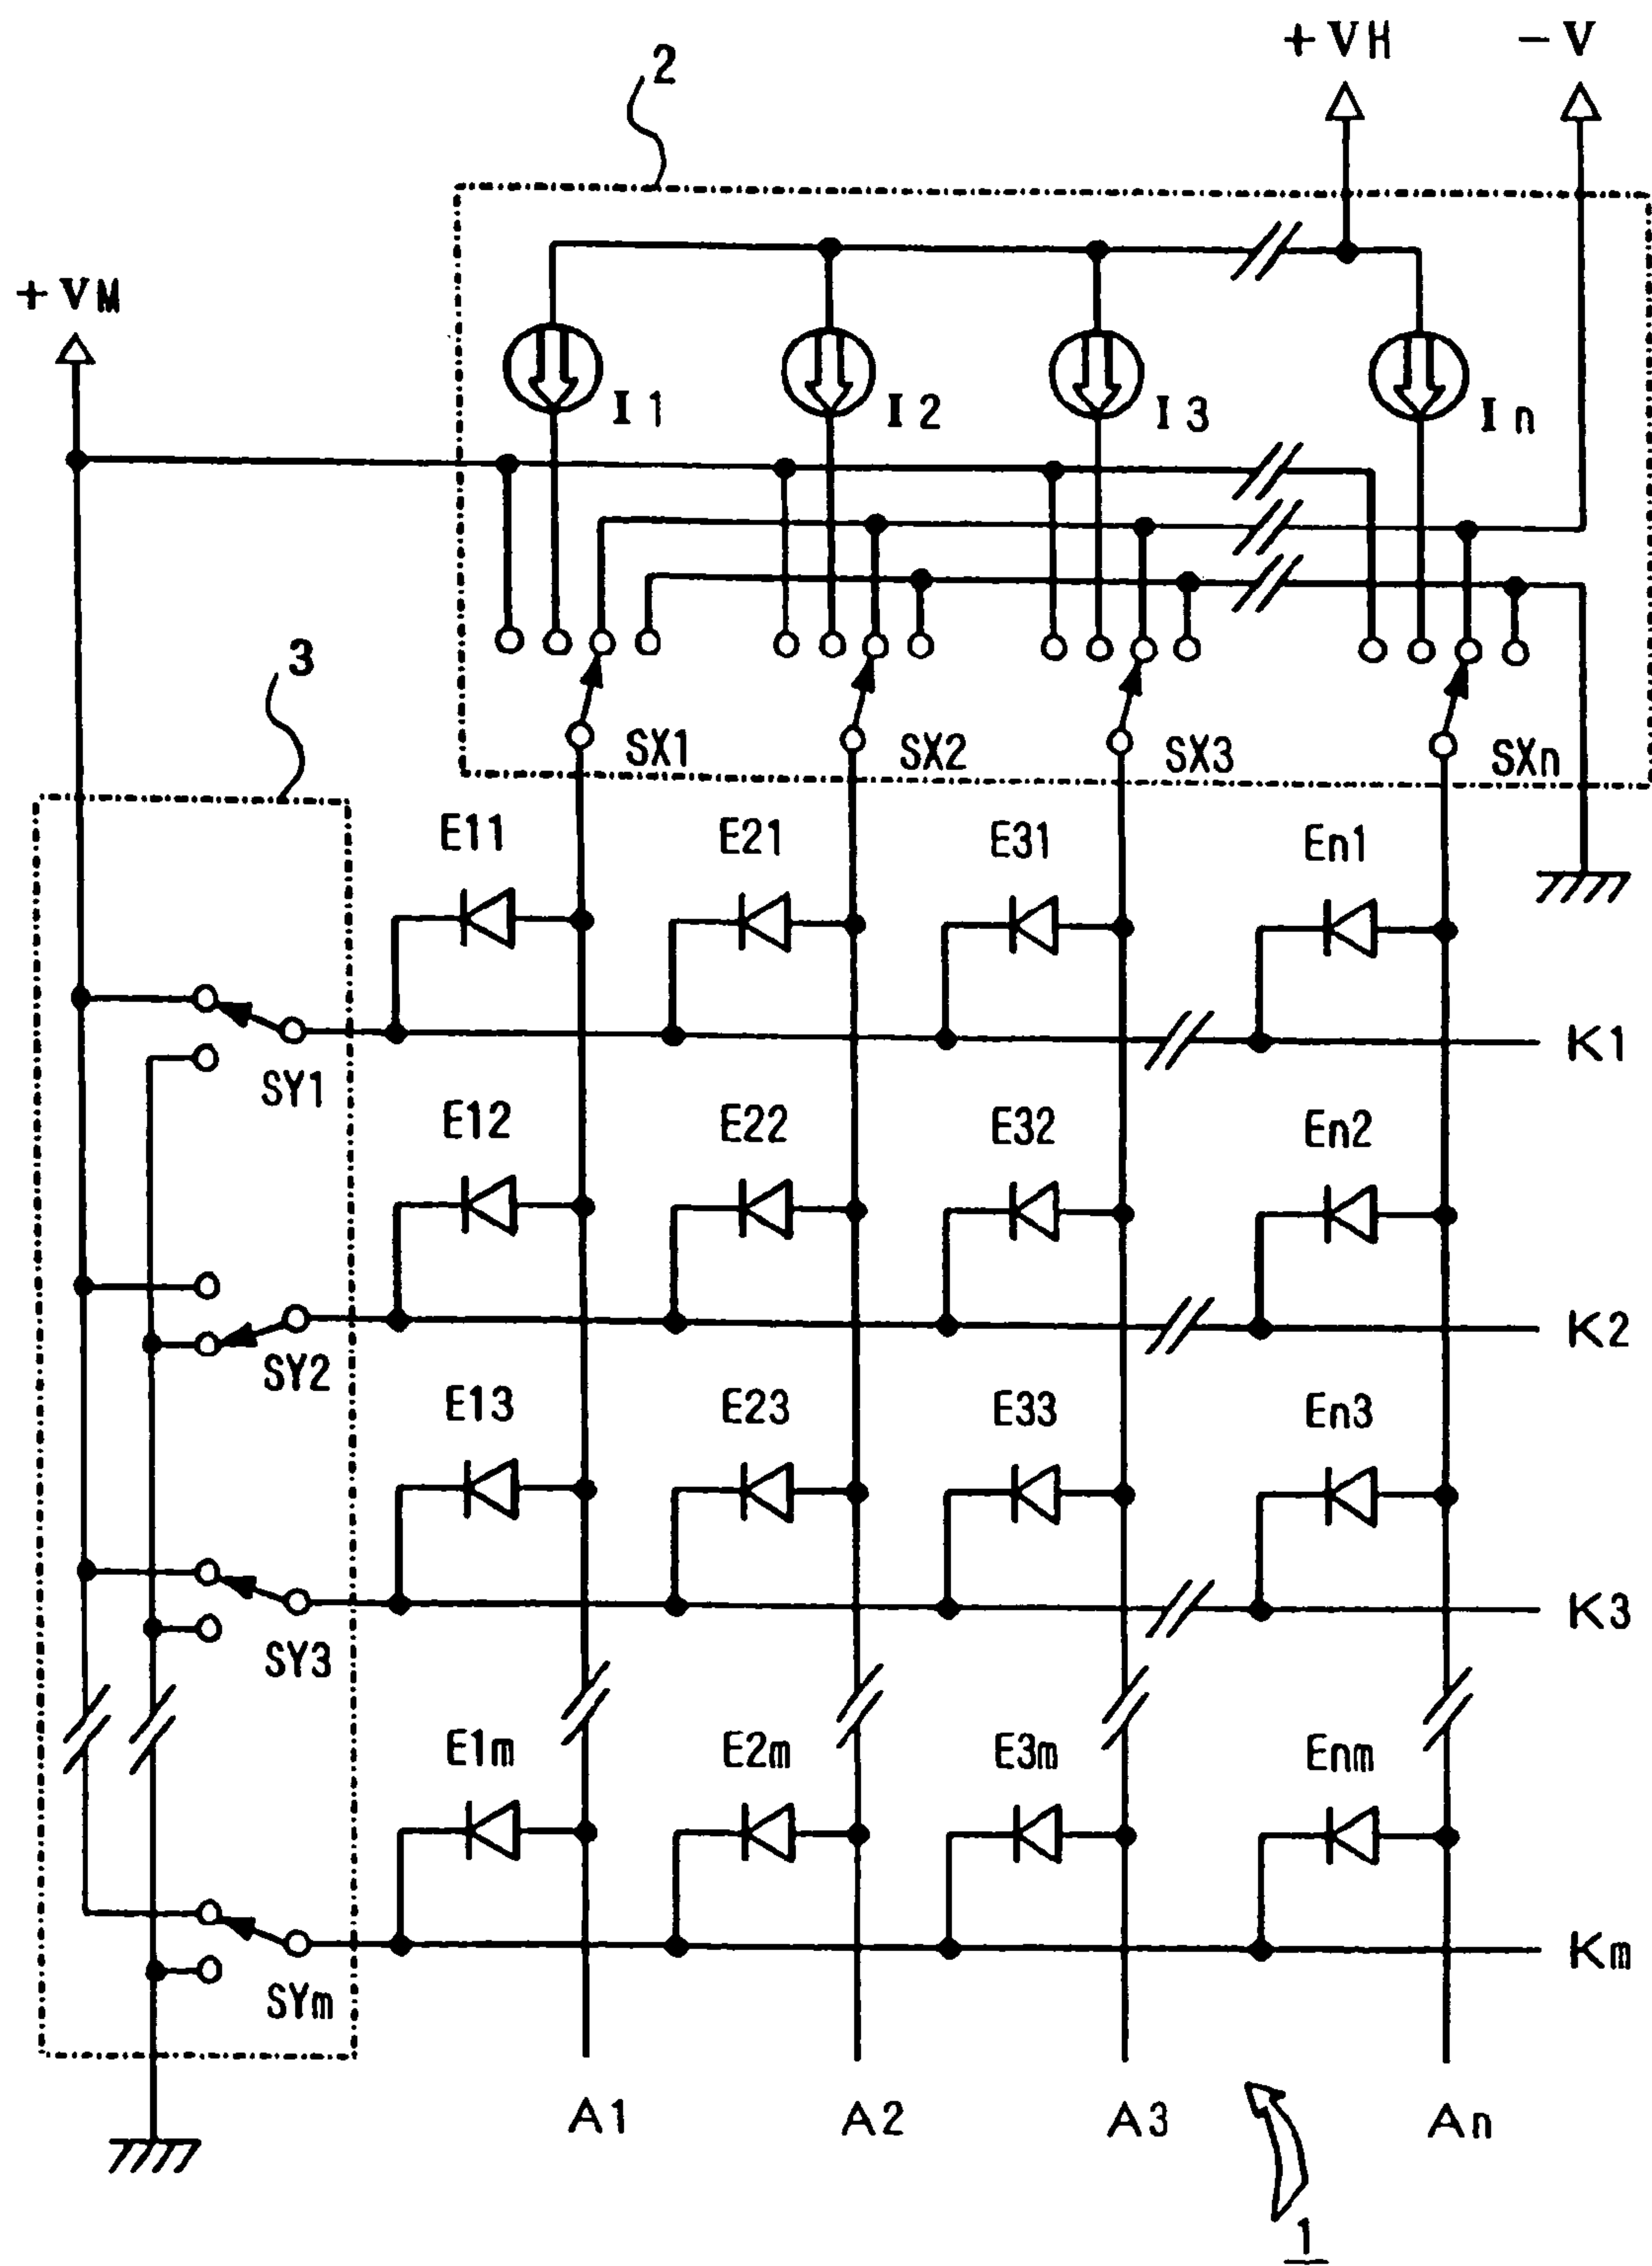 +VH -V
2
+VM
I1 I2 I3 In
3
SX1 SX2 SX3 SXn
E11 E21 E31 En1
K1
SY1
E12 E22 E32 En2
K2
SY2
E13 E23 E33 En3
K3
SY3
E1m E2m E3m Enm
Km
SYm
A1 A2 A3 An
1